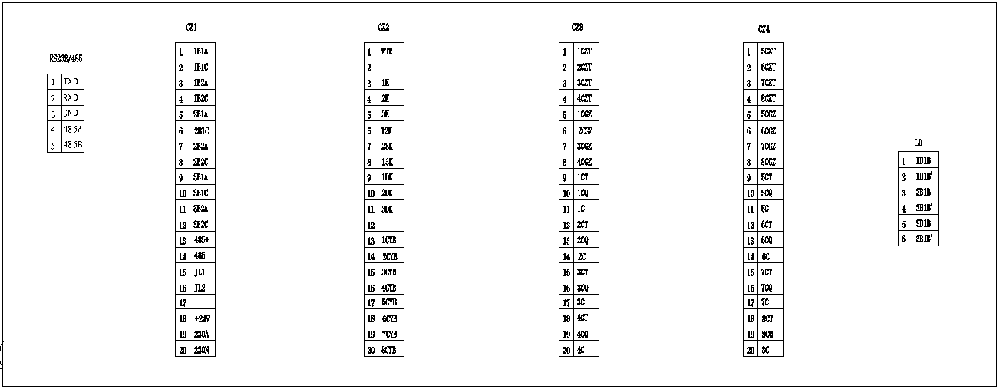 RS232/485
1 TXD
2 RXD
3 GND
4 485A
5 485B
CZ1
1 1B1A
2 1B1C
3 1B2A
4 1B2C
5 2B1A
6 2B1C
7 2B2A
8 2B2C
9 3B1A
10 3B1C
11 3B2A
12 3B2C
13 485+
14 485-
15 JL1
16 JL2
17
18 +24V
19 220A
20 220N
CZ2
1
2
3 1K
4 2K
5 3K
6 12K
7 23K
8 13K
9 1DK
10 2DK
11 3DK
12
13 1CYB
14 2CYB
15 3CYB
16 4CYB
17 5CYB
18 6CYB
19 7CYB
20 8CYB
CZ3
1 1CZT
2 2CZT
3 3CZT
4 4CZT
5 1CGZ
6 2CGZ
7 3CGZ
8 4CGZ
9 1CT
10 1CQ
11 1C
12 2CT
13 2CQ
14 2C
15 3CT
16 3CQ
17 3C
18 4CT
19 4CQ
20 4C
CZ4
1 5CZT
2 6CZT
3 7CZT
4 8CZT
5 5CGZ
6 6CGZ
7 7CGZ
8 8CGZ
9 5CT
10 5CQ
11 5C
12 6CT
13 6CQ
14 6C
15 7CT
16 7CQ
17 7C
18 8CT
19 8CQ
20 8C
LD
1 1B1B
2 1B1B'
3 2B1B
4 2B1B'
5 3B1B
6 3B1B'